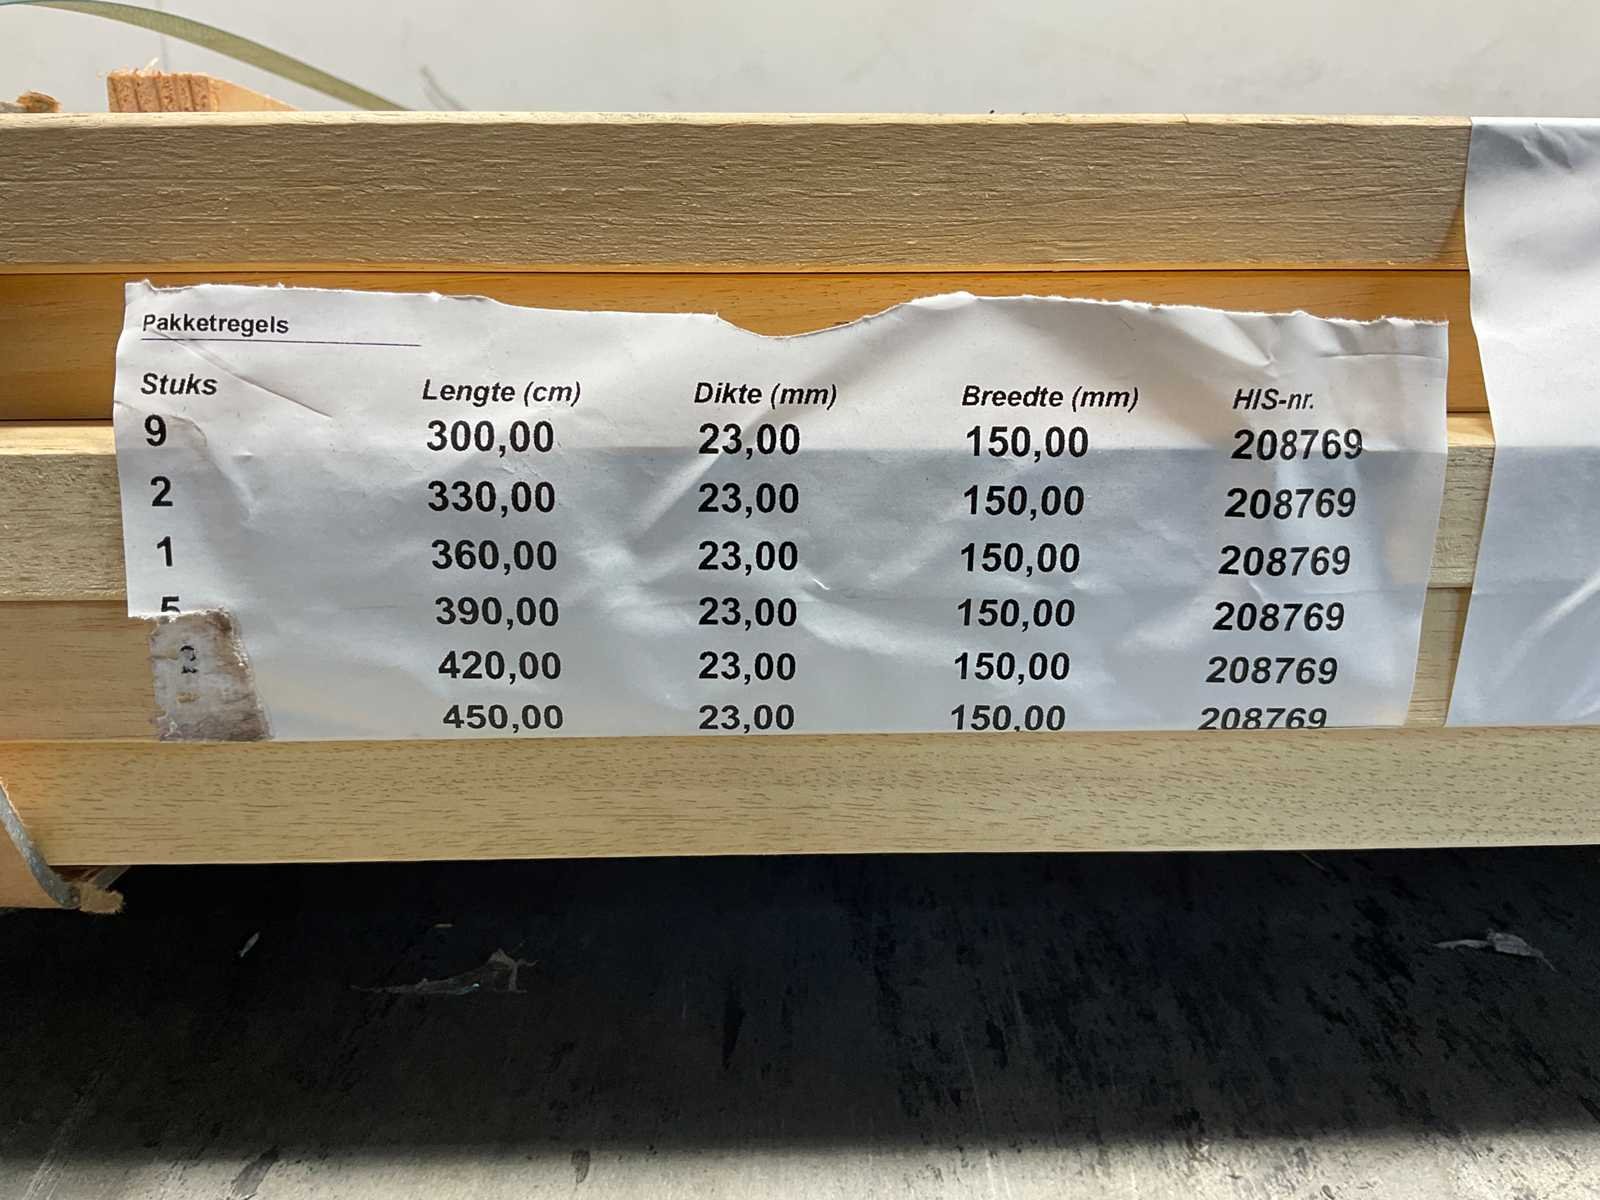 Pakketregels
Stuks Lengte (cm) Dikte (mm) Breedte (mm) HIS-nr.
9 300,00 23,00 150,00 208769
2 330,00 23,00 150,00 208769
1 360,00 23,00 150,00 208769
5 390,00 23,00 150,00 208769
420,00 23,00 150,00 208769
450,00 23,00 150,00 208769